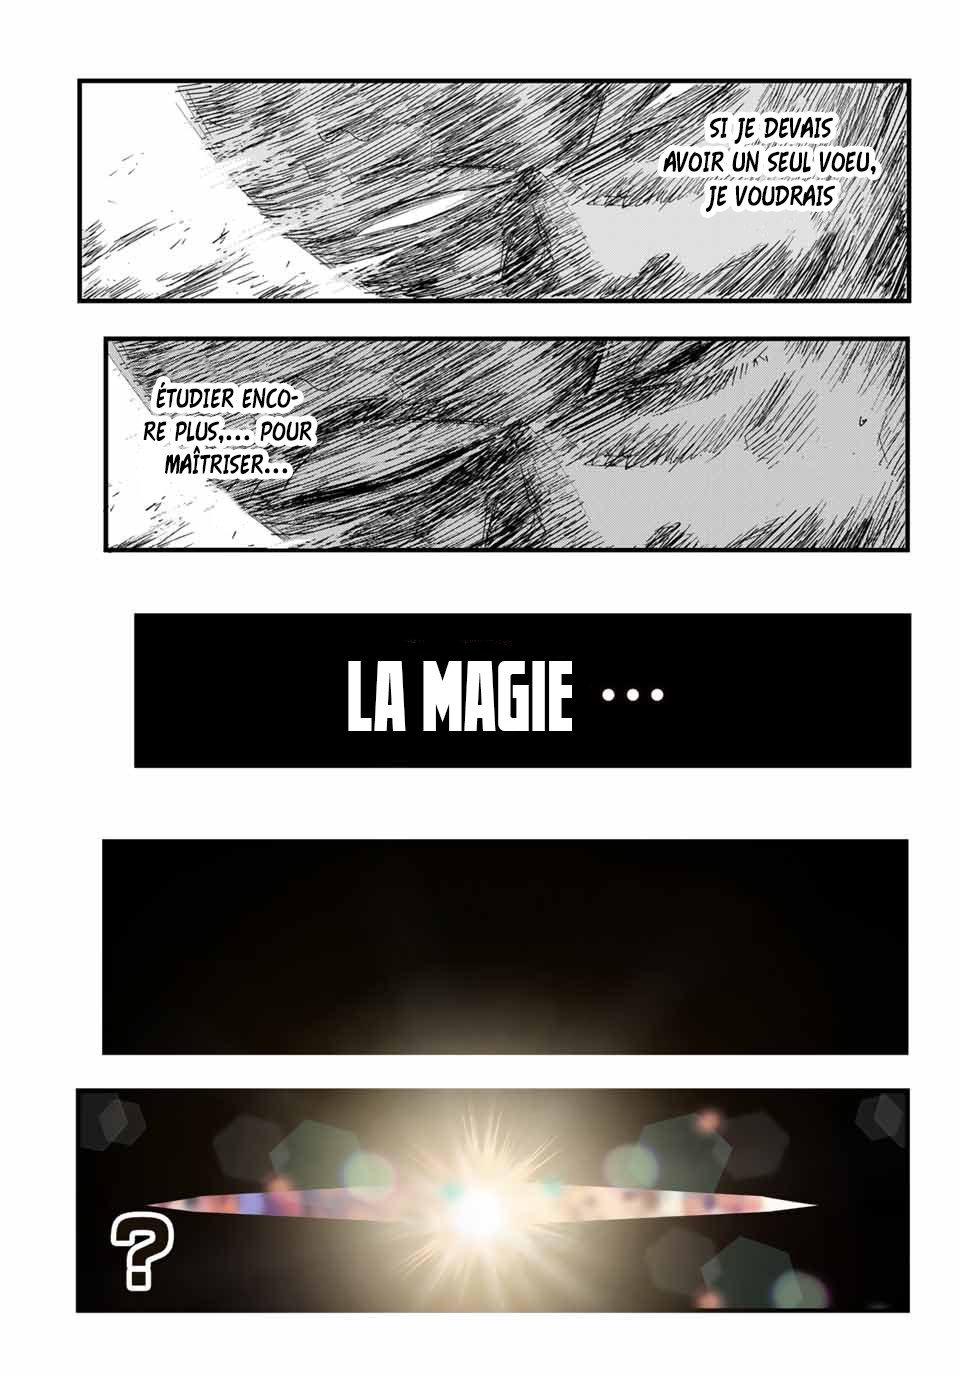 SI JE DEVAIS
AVOIR UN SEUL VOEU,
JE VOUDRAIS
ÉTUDIER ENCO-
RE PLUS,... POUR
MAÎTRISER...
LA MAGIE ...
?